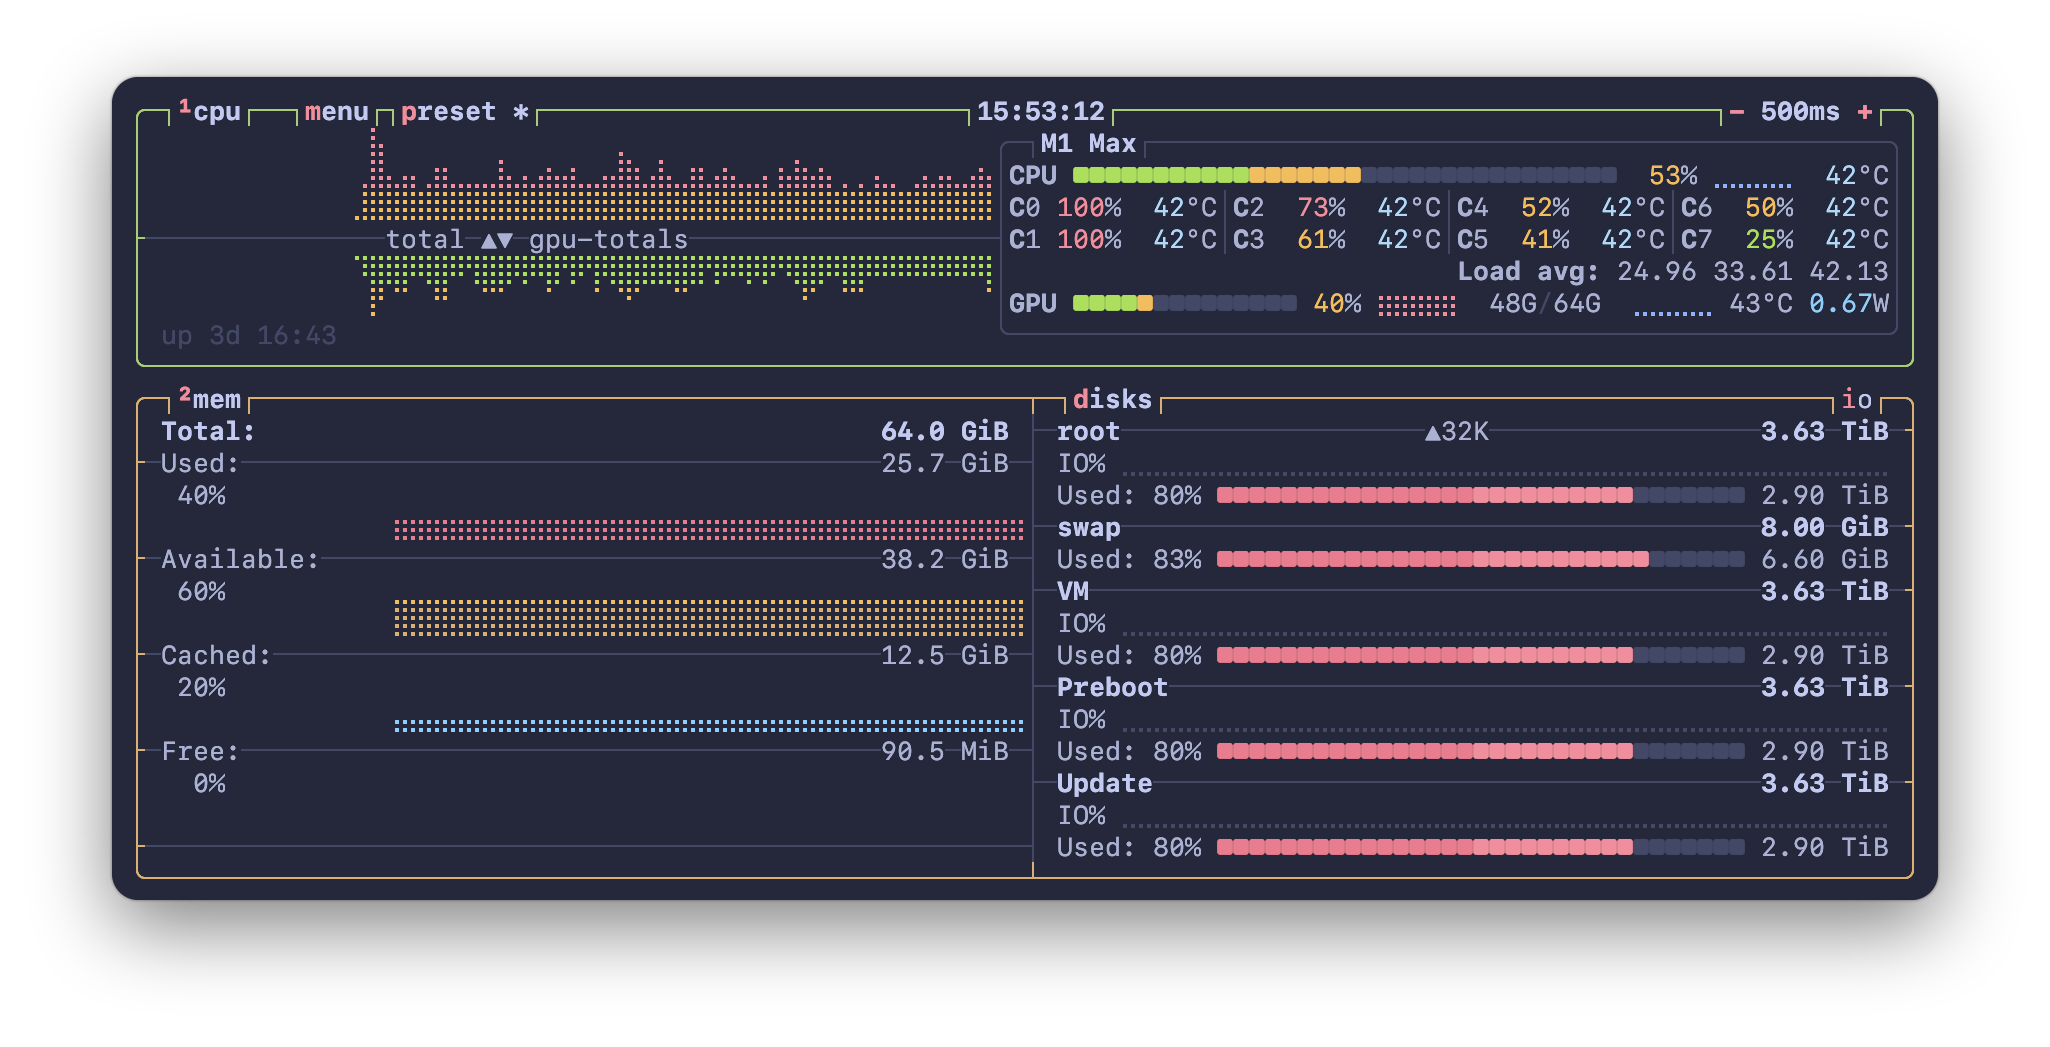 ¹cpu menu preset * 15:53:12 - 500ms +
M1 Max
CPU 53% 42°C
C0 100% 42°C C2 73% 42°C C4 52% 42°C C6 50% 42°C
total ▲▼ gpu-totals C1 100% 42°C C3 61% 42°C C5 41% 42°C C7 25% 42°C
Load avg: 24.96 33.61 42.13
GPU 40% 48G/64G 43°C 0.67W
up 3d 16:43
²mem
Total: 64.0 GiB
Used: 25.7 GiB
40%
Available: 38.2 GiB
60%
Cached: 12.5 GiB
20%
Free: 90.5 MiB
0%
disks io
root ▲32K 3.63 TiB
IO%
Used: 80% 2.90 TiB
swap 8.00 GiB
Used: 83% 6.60 GiB
VM 3.63 TiB
IO%
Used: 80% 2.90 TiB
Preboot 3.63 TiB
IO%
Used: 80% 2.90 TiB
Update 3.63 TiB
IO%
Used: 80% 2.90 TiB